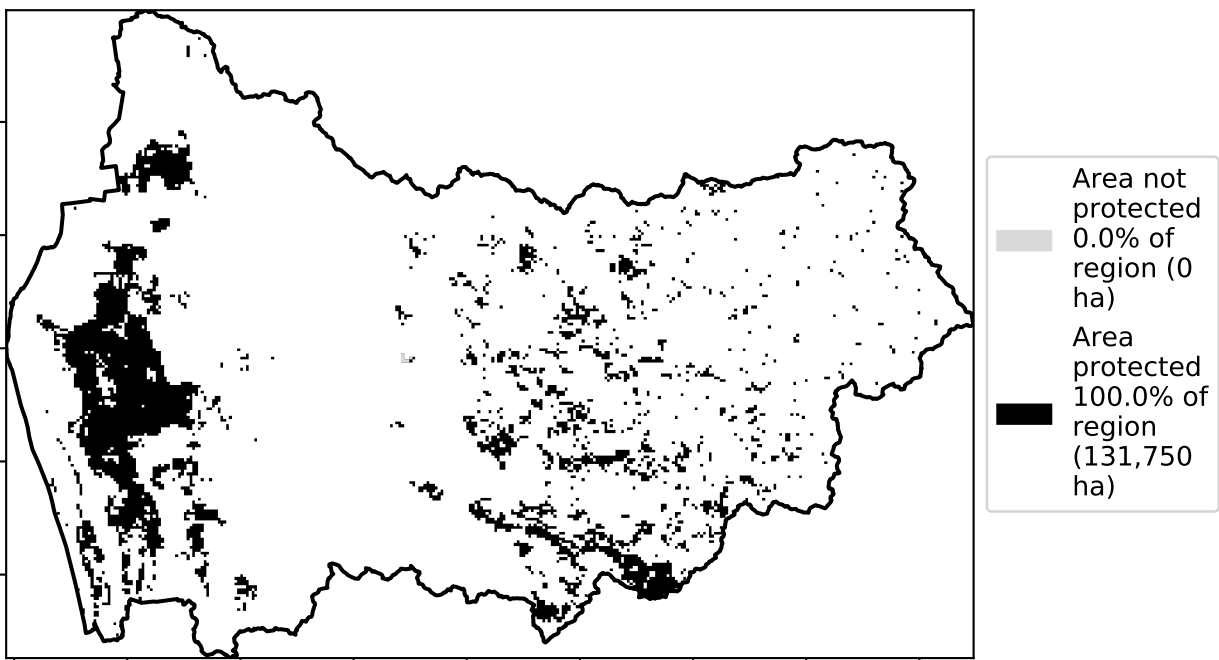 Area not
protected
0.0% of
region (0
ha)
Area
protected
100.0% of
region
(131,750
ha)